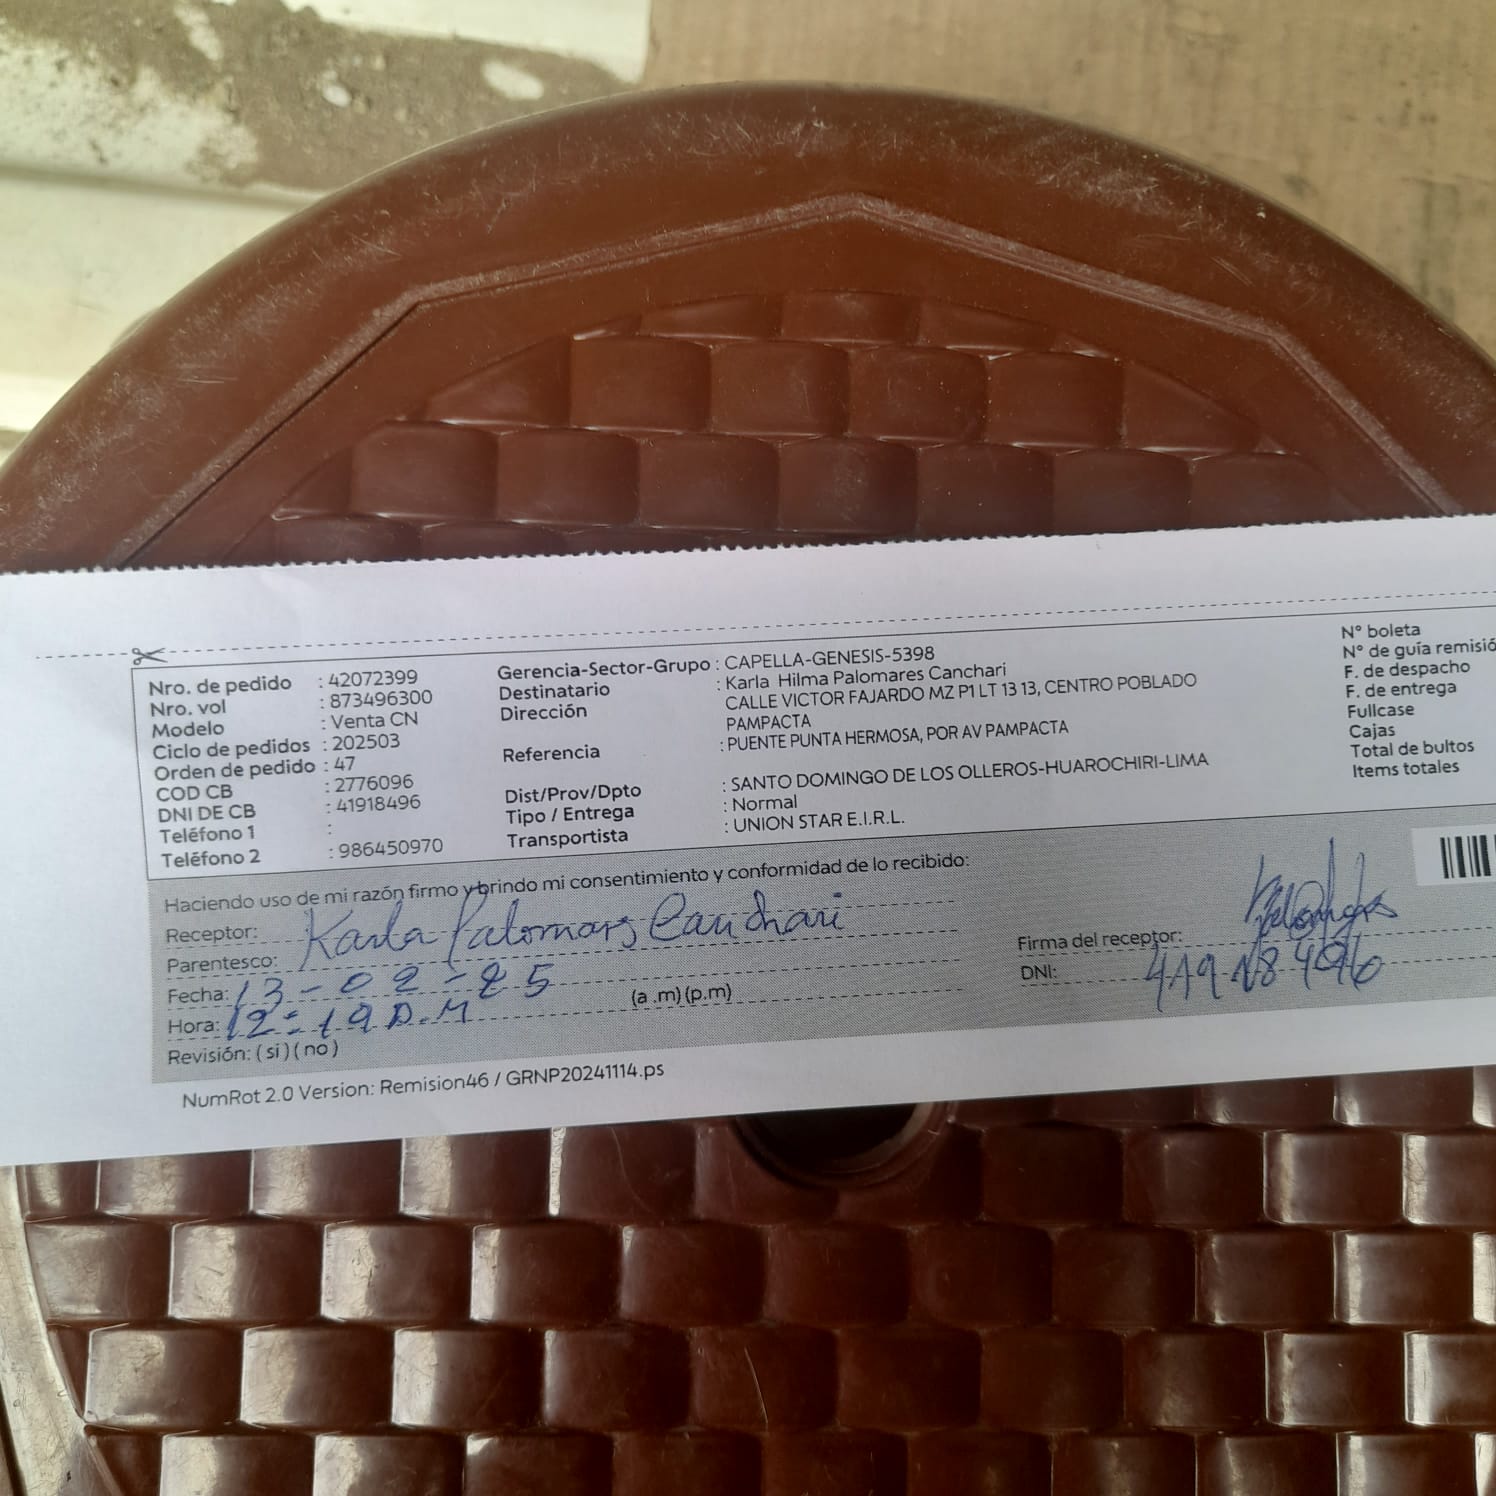 Nro. de pedido : 42072399
Nro. vol : 873496300
Modelo : Venta CN
Ciclo de pedidos : 202503
Orden de pedido : 47
COD CB : 2776096
DNI DE CB : 41918496
Teléfono 1 :
Teléfono 2 : 986450970
Gerencia-Sector-Grupo : CAPELLA-GENESIS-5398
Destinatario : Karla Hilma Palomares Canchari
Dirección CALLE VICTOR FAJARDO MZ P1 LT 13 13, CENTRO POBLADO
PAMPACTA
Referencia : PUENTE PUNTA HERMOSA, POR AV PAMPACTA
Dist/Prov/Dpto : SANTO DOMINGO DE LOS OLLEROS-HUAROCHIRI-LIMA
Tipo / Entrega : Normal
Transportista : UNION STAR E.I.R.L.
N° boleta
N° de guía remisió
F. de despacho
F. de entrega
Fullcase
Cajas
Total de bultos
Items totales
Haciendo uso de mi razón firmo y brindo mi consentimiento y conformidad de lo recibido:
Receptor: Karla Palomares Canchari
Parentesco:
Fecha: 13-02-25
Hora: 12:19 P.M (a .m) (p.m)
Revisión: ( si ) ( no )
Firma del receptor:
DNI: 41918496
NumRot 2.0 Version: Remision46 / GRNP20241114.ps